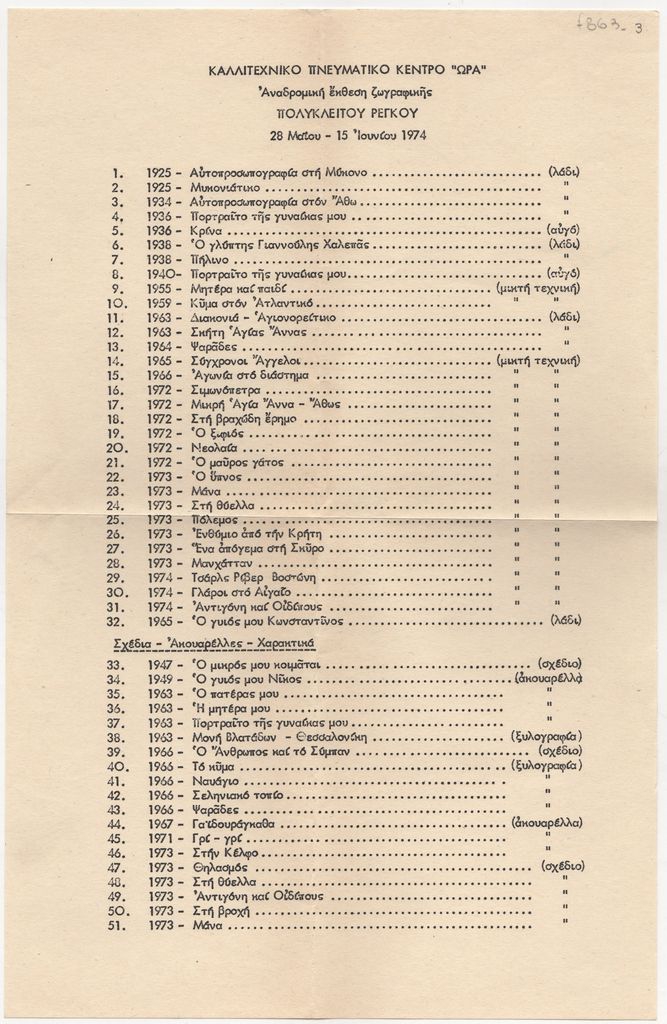 f863. 3
ΚΑΛΛΙΤΕΧΝΙΚΟ ΠΝΕΥΜΑΤΙΚΟ ΚΕΝΤΡΟ "ΩΡΑ"
Ἀναδρομική ἔκθεση ζωγραφικῆς
ΠΟΛΥΚΛΕΙΤΟΥ ΡΕΓΚΟΥ
28 Μαΐου - 15 Ἰουνίου 1974
1. 1925 - Αὐτοπροσωπογραφία στή Μύκονο .......... (λάδι)
2. 1925 - Μυκονιάτικο .......... "
3. 1934 - Αὐτοπροσωπογραφία στόν Ἄθω .......... "
4. 1936 - Πορτραῖτο τῆς γυναίκας μου .......... "
5. 1936 - Κρίνα .......... (αὐγό)
6. 1938 - Ὁ γλύπτης Γιαννούλης Χαλεπᾶς .......... (λάδι)
7. 1938 - Πήλινο .......... "
8. 1940 - Πορτραῖτο τῆς γυναίκας μου .......... (αὐγό)
9. 1955 - Μητέρα καί παιδί .......... (μικτή τεχνική)
10. 1959 - Κῦμα στόν Ἀτλαντικό .......... " "
11. 1963 - Διακονιά - Ἁγιονορείτικο .......... (λάδι)
12. 1963 - Σκήτη Ἁγίας Ἄννας .......... "
13. 1964 - Ψαρᾶδες .......... "
14. 1965 - Σύγχρονοι Ἄγγελοι .......... (μικτή τεχνική)
15. 1966 - Ἀγωνία στό διάστημα .......... " "
16. 1972 - Σιμωνόπετρα .......... " "
17. 1972 - Μικρή Ἁγία Ἄννα - Ἄθως .......... " "
18. 1972 - Στή βραχώδη ἔρημο .......... " "
19. 1972 - Ὁ ξιφιός .......... " "
20. 1972 - Νεολαία .......... " "
21. 1972 - Ὁ μαῦρος γάτος .......... " "
22. 1973 - Ὁ ὕπνος .......... " "
23. 1973 - Μάνα .......... " "
24. 1973 - Στή θύελλα .......... " "
25. 1973 - Πόλεμος .......... " "
26. 1973 - Ἐνθύμιο ἀπό τήν Κρήτη .......... " "
27. 1973 - Ἕνα ἀπόγεμα στή Σκῦρο .......... " "
28. 1973 - Μανχάτταν .......... " "
29. 1974 - Τσάρλς Ρίβερ Βοστώνη .......... " "
30. 1974 - Γλάροι στό Αἰγαῖο .......... " "
31. 1974 - Ἀντιγόνη καί Οἰδίπους .......... " "
32. 1965 - Ὁ γυιός μου Κωνσταντῖνος .......... (λάδι)
Σχέδια - Ἀκουαρέλλες - Χαρακτικά
33. 1947 - Ὁ μικρός μου κοιμᾶται .......... (σχέδιο)
34. 1949 - Ὁ γυιός μου Νίκος .......... (ἀκουαρέλλα)
35. 1963 - Ὁ πατέρας μου .......... "
36. 1963 - Ἡ μητέρα μου .......... "
37. 1963 - Πορτραῖτο τῆς γυναίκας μου .......... "
38. 1963 - Μονή Βλατάδων - Θεσσαλονίκη .......... (ξυλογραφία)
39. 1966 - Ὁ Ἄνθρωπος καί τό Σύμπαν .......... (σχέδιο)
40. 1966 - Τό κῦμα .......... (ξυλογραφία)
41. 1966 - Ναυάγιο .......... "
42. 1966 - Σεληνιακό τοπίο .......... "
43. 1966 - Ψαρᾶδες .......... "
44. 1967 - Γαϊδουράγκαθα .......... (ἀκουαρέλλα)
45. 1971 - Γρί - γρί .......... "
46. 1973 - Στήν Κέλφο .......... "
47. 1973 - Θηλασμός .......... (σχέδιο)
48. 1973 - Στή θύελλα .......... "
49. 1973 - Ἀντιγόνη καί Οἰδίπους .......... "
50. 1973 - Στή βροχή .......... "
51. 1973 - Μάνα .......... "